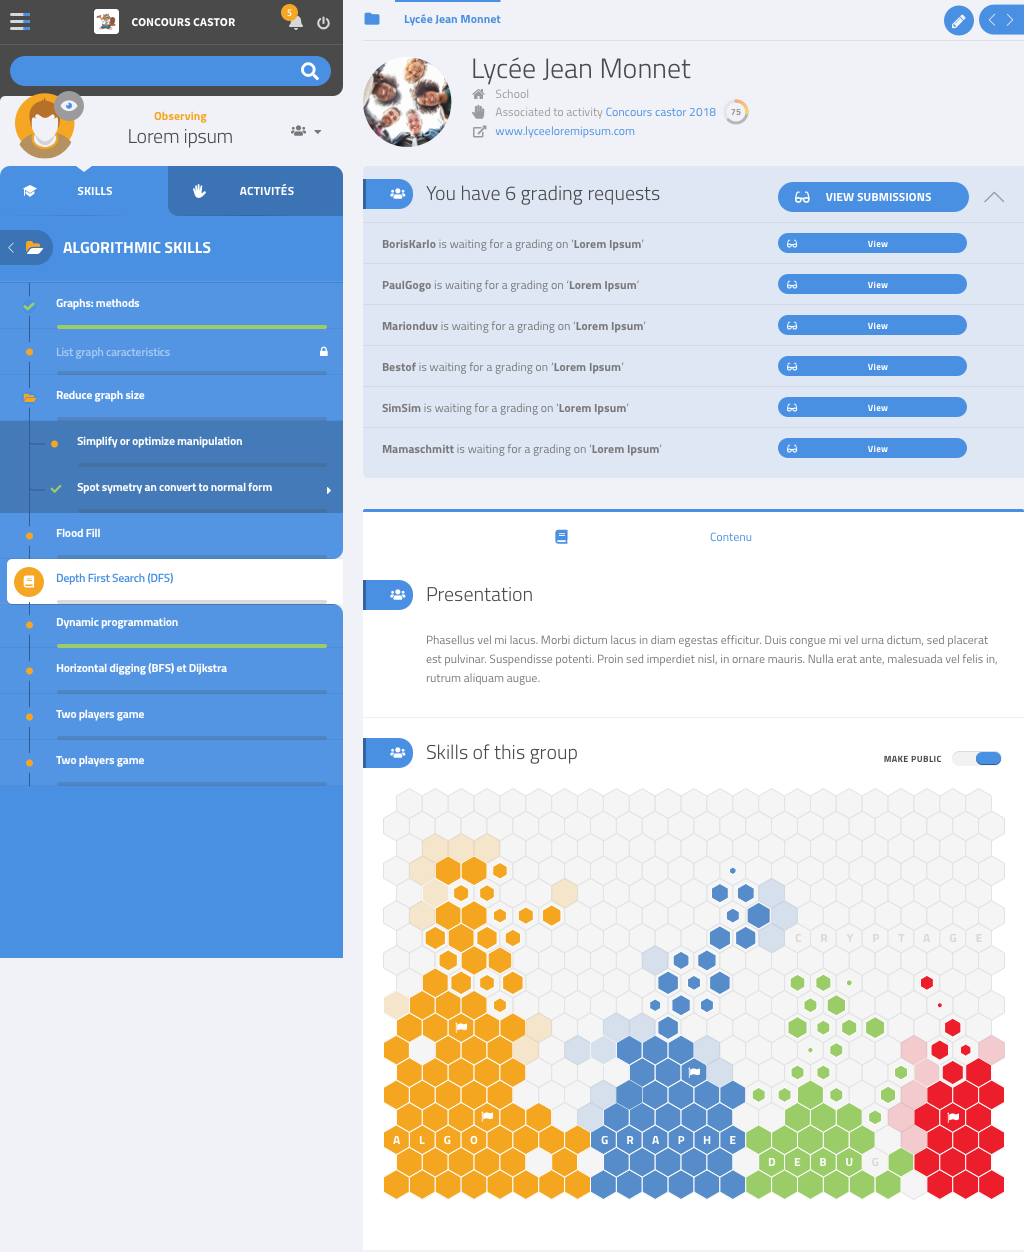 CONCOURS CASTOR
5
Observing
Lorem ipsum
SKILLS
ACTIVITÉS
ALGORITHMIC SKILLS
Graphs: methods
List graph caracteristics
Reduce graph size
Simplify or optimize manipulation
Spot symetry an convert to normal form
Flood Fill
Depth First Search (DFS)
Dynamic programmation
Horizontal digging (BFS) et Dijkstra
Two players game
Two players game
Lycée Jean Monnet
Lycée Jean Monnet
School
Associated to activity Concours castor 2018
75
www.lyceeloremipsum.com
You have 6 grading requests
VIEW SUBMISSIONS
BorisKarlo is waiting for a grading on ‘Lorem Ipsum’
View
PaulGogo is waiting for a grading on ‘Lorem Ipsum’
View
Marionduv is waiting for a grading on ‘Lorem Ipsum’
View
Bestof is waiting for a grading on ‘Lorem Ipsum’
View
SimSim is waiting for a grading on ‘Lorem Ipsum’
View
Mamaschmitt is waiting for a grading on ‘Lorem Ipsum’
View
Contenu
Presentation
Phasellus vel mi lacus. Morbi dictum lacus in diam egestas efficitur. Duis congue mi vel urna dictum, sed placerat
est pulvinar. Suspendisse potenti. Proin sed imperdiet nisl, in ornare mauris. Nulla erat ante, malesuada vel felis in,
rutrum aliquam augue.
Skills of this group
MAKE PUBLIC
CRYPTAGE
ALGO
GRAPHE
DEBUG